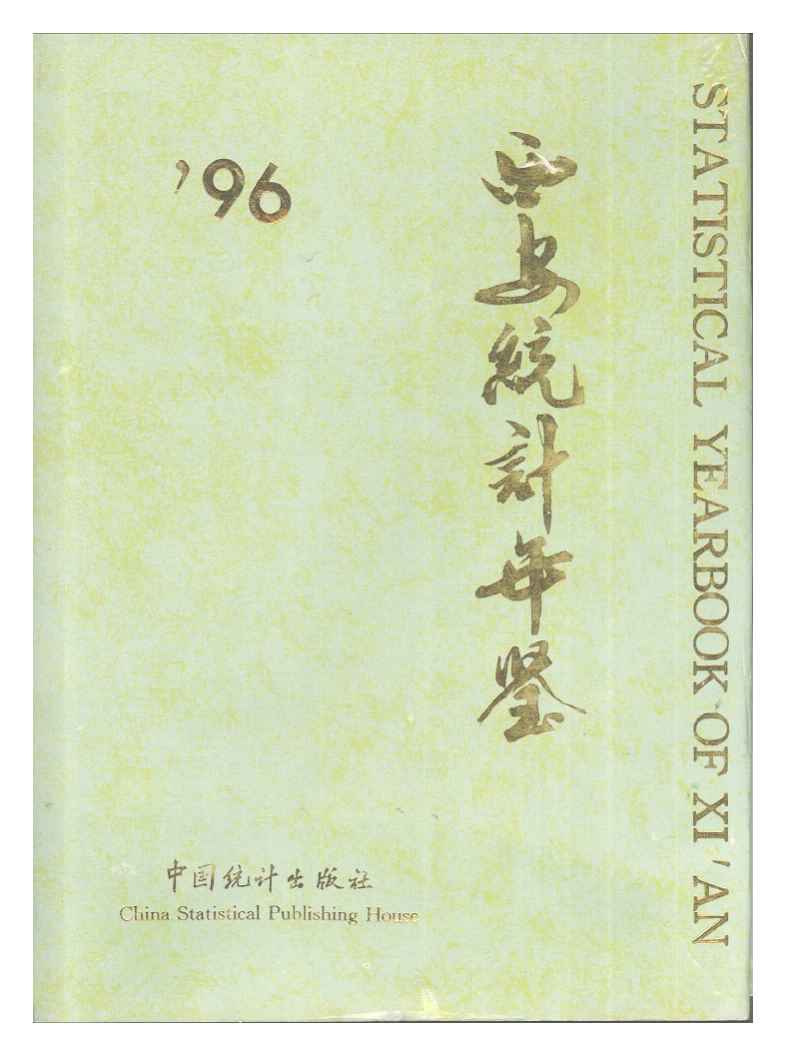 '96
西安統計年鑒
STATISTICAL YEARBOOK OF XI'AN
中国统计出版社
China Statistical Publishing House